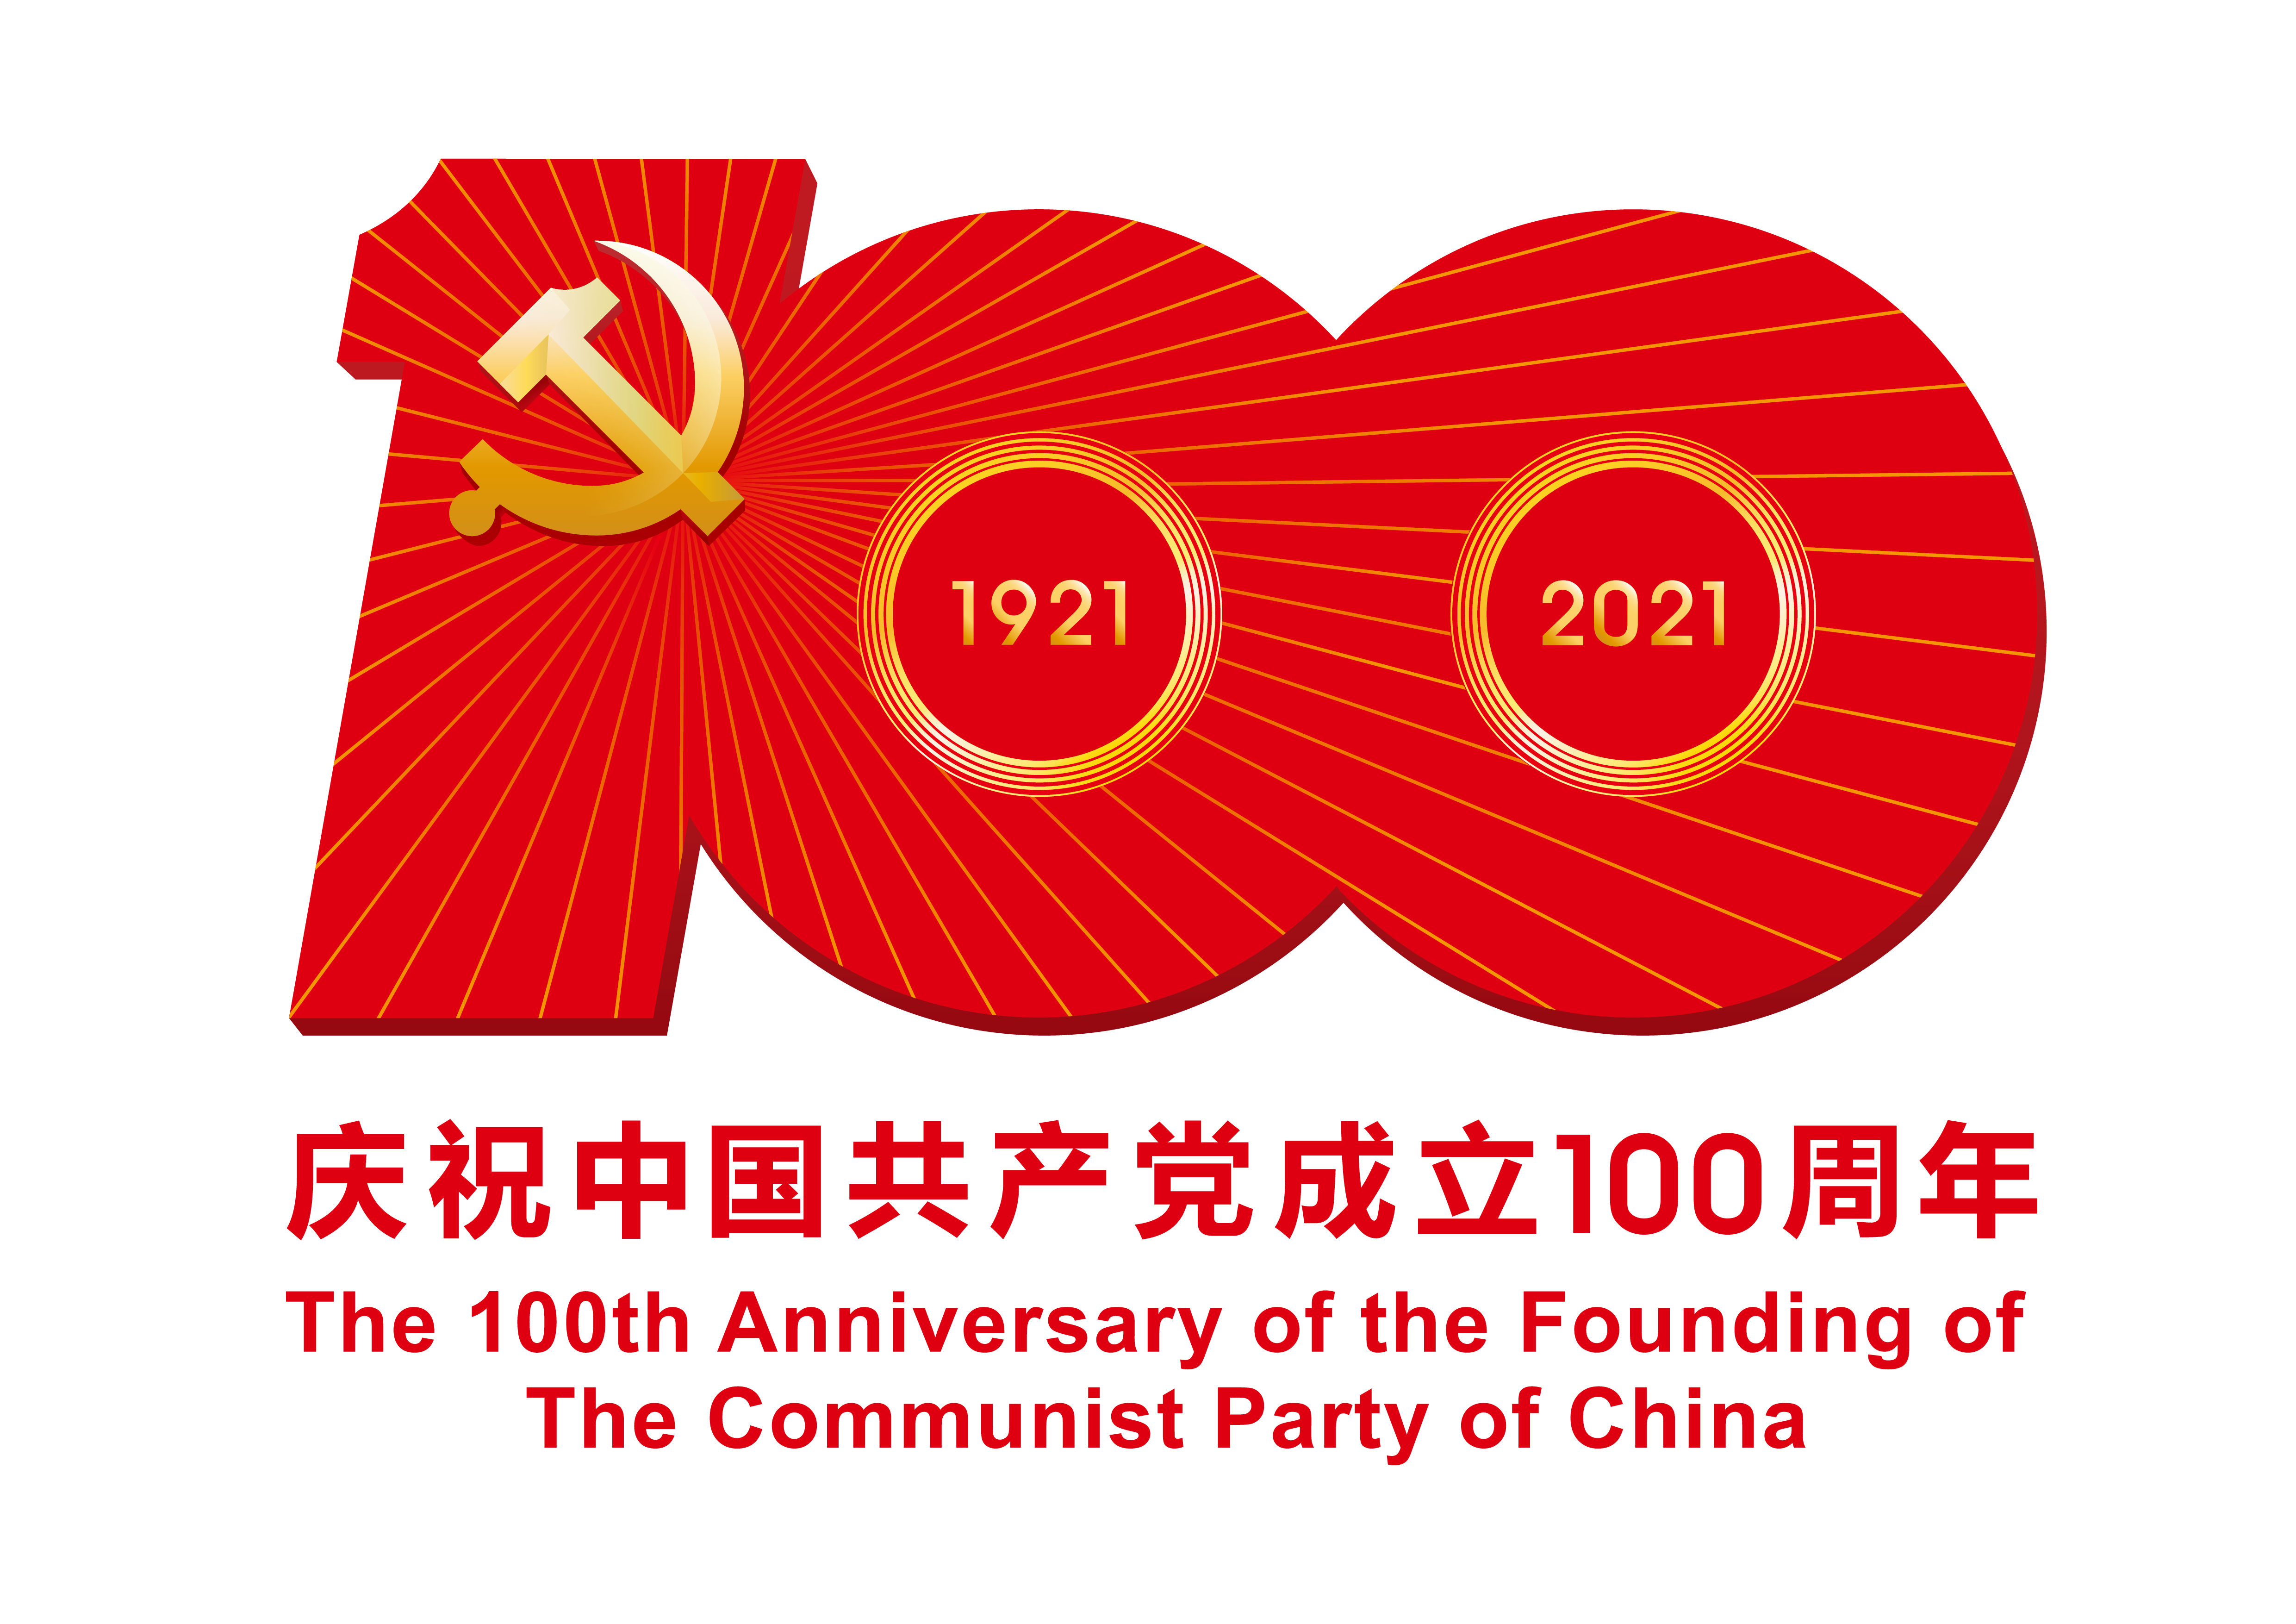 100
1921
2021
庆祝中国共产党成立100周年
The 100th Anniversary of the Founding of
The Communist Party of China